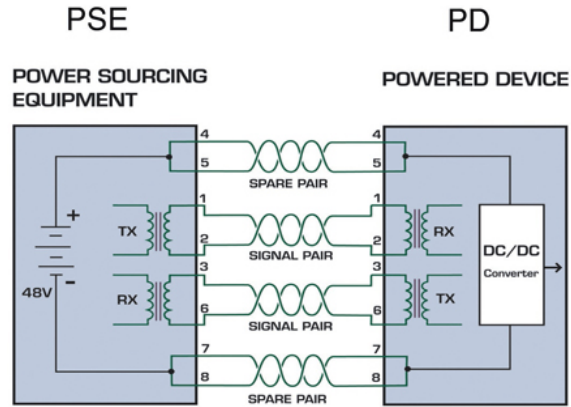 PSE
PD
POWER SOURCING
EQUIPMENT
POWERED DEVICE
4
5
SPARE PAIR
4
5
+
48V
-
TX
1
2
SIGNAL PAIR
1
2
RX
RX
3
6
SIGNAL PAIR
3
6
TX
DC/DC
Converter
7
8
SPARE PAIR
7
8